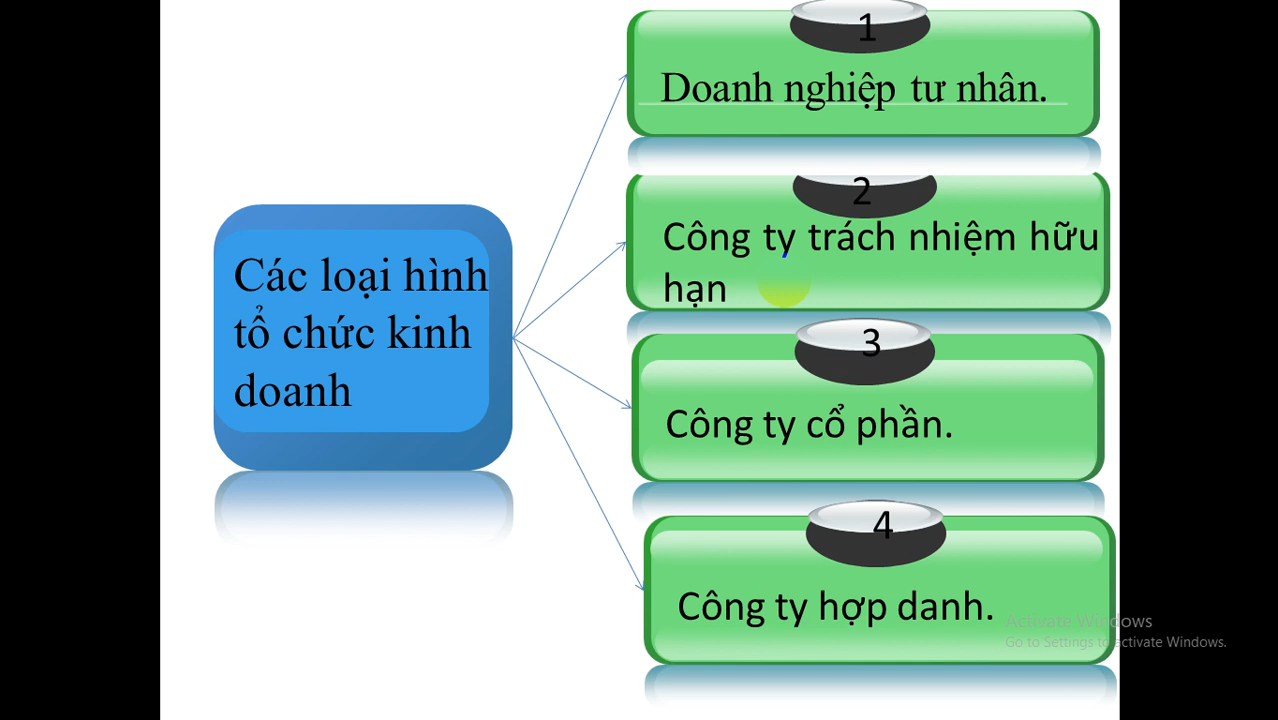 Các loại hình
tổ chức kinh
doanh
1
Doanh nghiệp tư nhân.
2
Công ty trách nhiệm hữu
hạn
3
Công ty cổ phần.
4
Công ty hợp danh.
Activate Windows
Go to Settings to activate Windows.